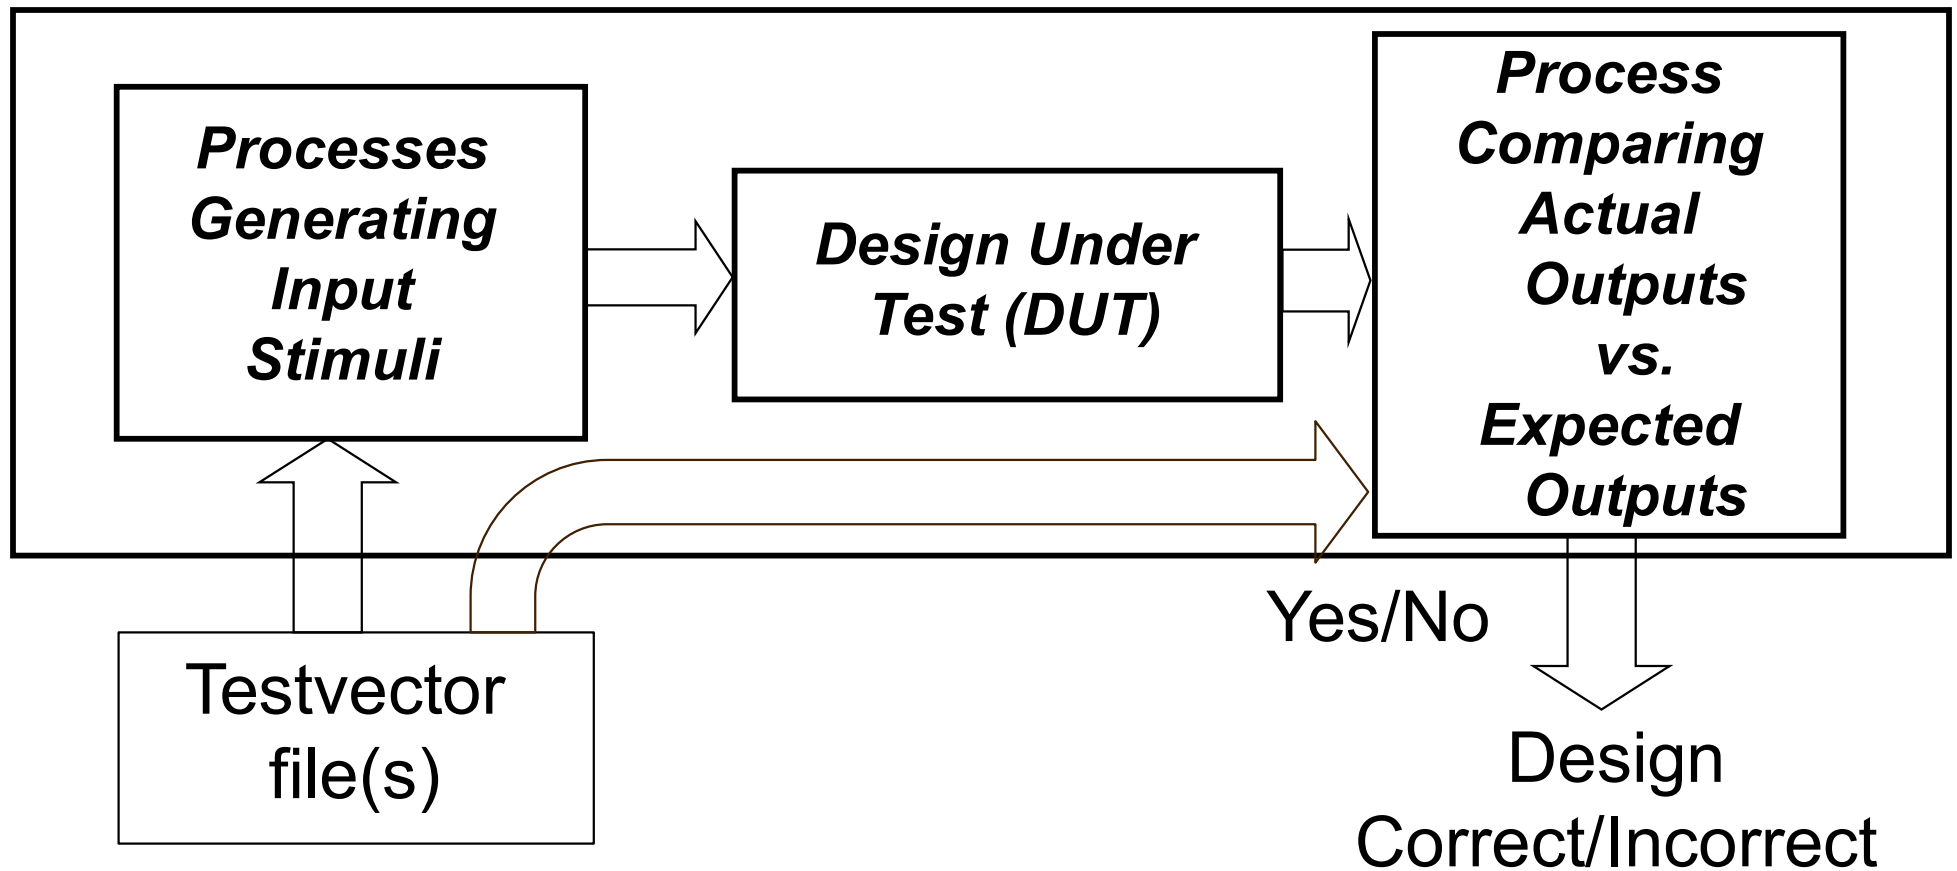 Processes
Generating
Input
Stimuli
Design Under
Test (DUT)
Process
Comparing
Actual
Outputs
vs.
Expected
Outputs
Testvector
file(s)
Yes/No
Design
Correct/Incorrect